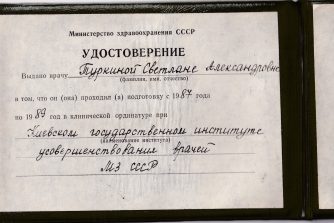 Министерство здравоохранения СССР
УДОСТОВЕРЕНИЕ
Выдано врачу Туркиной Светлане Александровне
(фамилия, имя, отчество)
в том, что он (она) проходил (а) подготовку с 1987 года
по 1989 год в клинической ординатуре при
Киевском государственном институте
(наименование института)
усовершенствования врачей
МЗ СССР